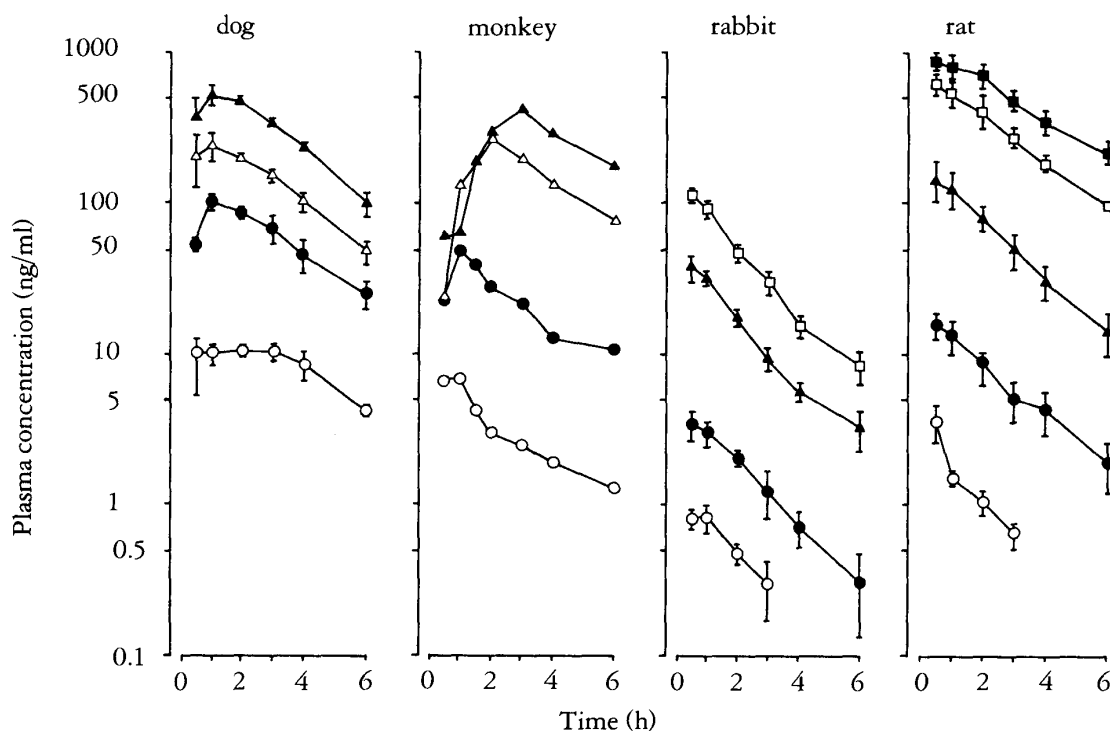 dog monkey rabbit rat
1000
500
100
50
10
5
1
0.5
0.1
Plasma concentration (ng/ml)
0 2 4 6 0 2 4 6 0 2 4 6 0 2 4 6
Time (h)